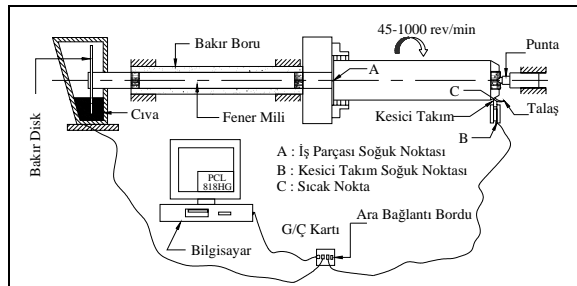 45-1000 rev/min
Bakır Boru
Punta
A
C
Bakır Disk
Cıva
Fener Mili
Kesici Takım
Talaş
B
A : İş Parçası Soğuk Noktası
B : Kesici Takım Soğuk Noktası
C : Sıcak Nokta
PCL
818HG
Ara Bağlantı Bordu
G/Ç Kartı
Bilgisayar